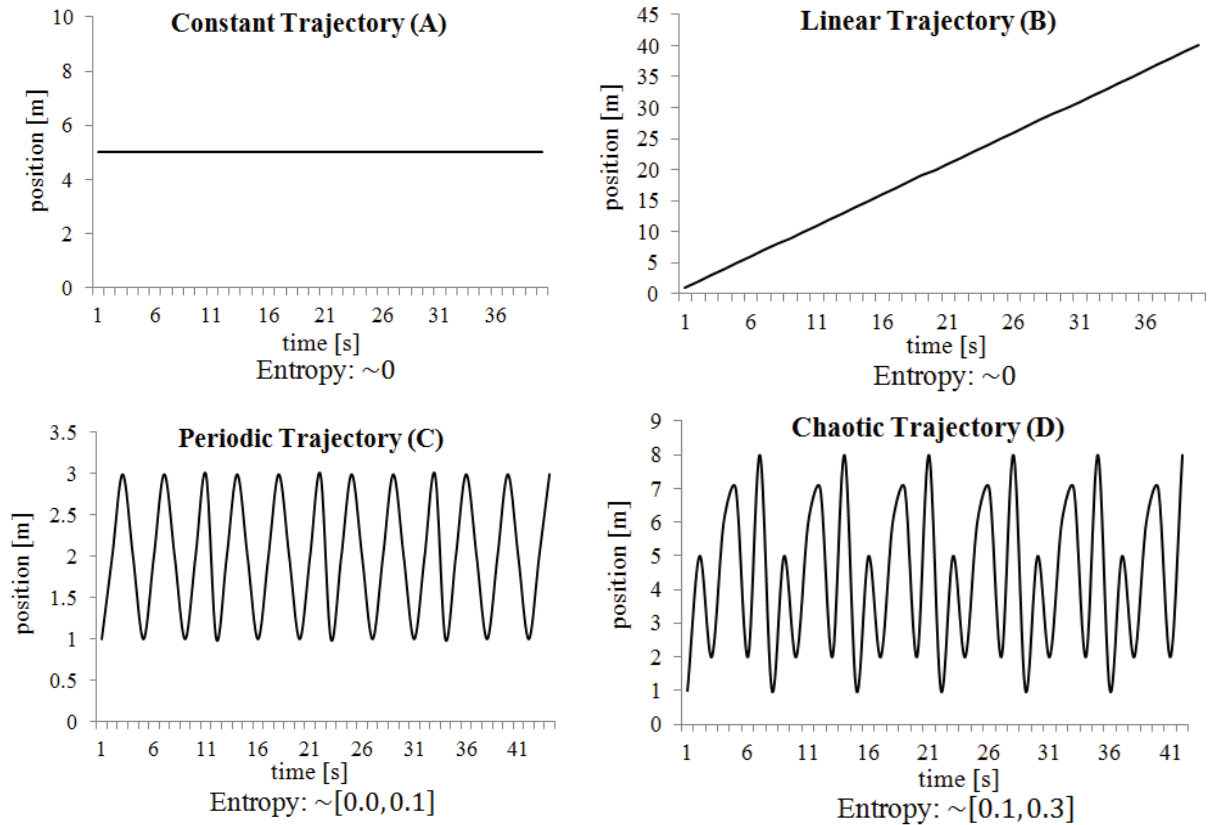 Constant Trajectory (A)
position [m]
10
8
6
4
2
0
1 6 11 16 21 26 31 36
time [s]
Entropy: ~0
Linear Trajectory (B)
position [m]
45
40
35
30
25
20
15
10
5
0
1 6 11 16 21 26 31 36
time [s]
Entropy: ~0
Periodic Trajectory (C)
position [m]
3.5
3
2.5
2
1.5
1
0.5
0
1 6 11 16 21 26 31 36 41
time [s]
Entropy: ~[0.0, 0.1]
Chaotic Trajectory (D)
position [m]
9
8
7
6
5
4
3
2
1
0
1 6 11 16 21 26 31 36 41
time [s]
Entropy: ~[0.1, 0.3]